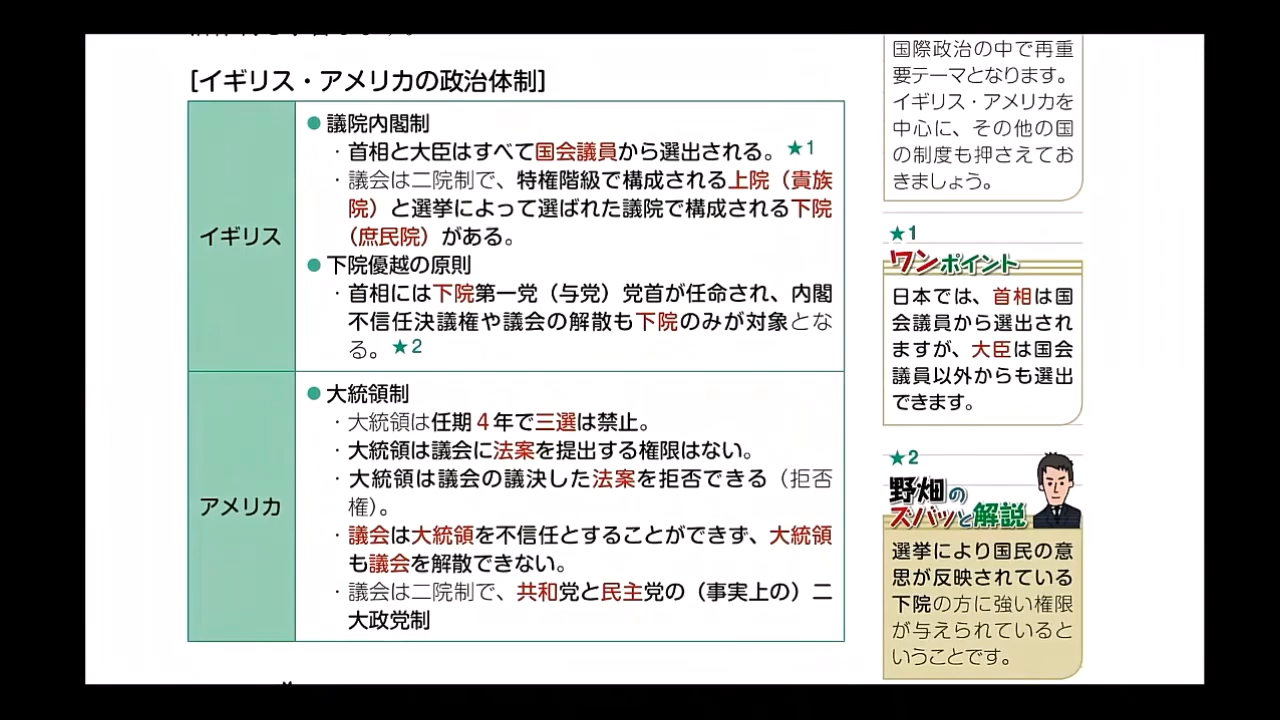 [イギリス・アメリカの政治体制]
イギリス
● 議院内閣制
・首相と大臣はすべて国会議員から選出される。★1
・議会は二院制で、特権階級で構成される上院（貴族
院）と選挙によって選ばれた議院で構成される下院
（庶民院）がある。
● 下院優越の原則
・首相には下院第一党（与党）党首が任命され、内閣
不信任決議権や議会の解散も下院のみが対象とな
る。★2
アメリカ
● 大統領制
・大統領は任期4年で三選は禁止。
・大統領は議会に法案を提出する権限はない。
・大統領は議会の議決した法案を拒否できる（拒否
権）。
・議会は大統領を不信任とすることができず、大統領
も議会を解散できない。
・議会は二院制で、共和党と民主党の（事実上の）二
大政党制
国際政治の中で再重
要テーマとなります。
イギリス・アメリカを
中心に、その他の国
の制度も押さえてお
きましょう。
★1
ワンポイント
日本では、首相は国
会議員から選出され
ますが、大臣は国会
議員以外からも選出
できます。
★2
野畑の
ズバッと解説
選挙により国民の意
思が反映されている
下院の方に強い権限
が与えられていると
いうことです。